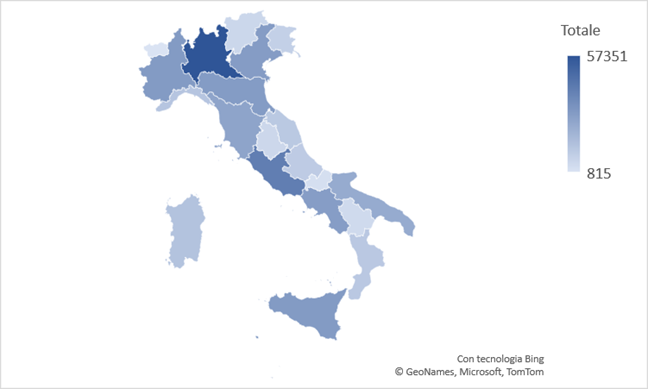 Totale
57351
815
Con tecnologia Bing
© GeoNames, Microsoft, TomTom